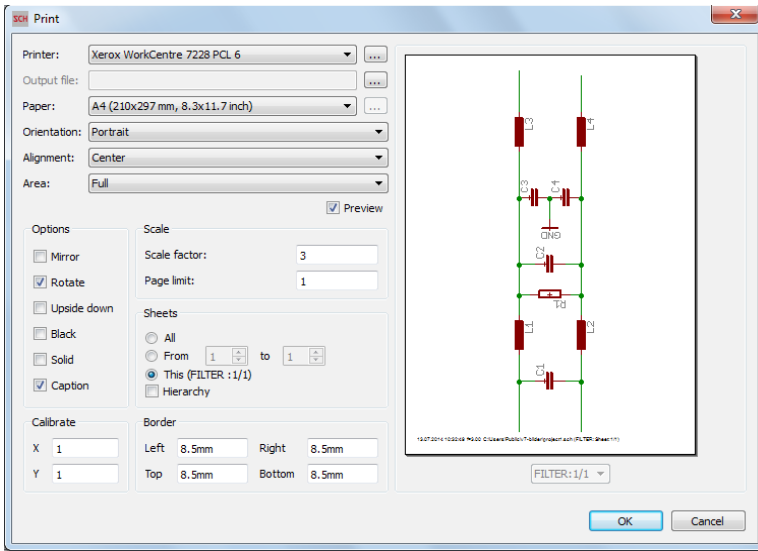 SCH Print
Printer: Xerox WorkCentre 7228 PCL 6 ...
Output file: ...
Paper: A4 (210x297 mm, 8.3x11.7 inch) ...
Orientation: Portrait
Alignment: Center
Area: Full
Preview
Options
Mirror
Rotate
Upside down
Black
Solid
Caption
Scale
Scale factor: 3
Page limit: 1
Sheets
All
From 1 to 1
This (FILTER :1/1)
Hierarchy
Calibrate
X 1
Y 1
Border
Left 8.5mm Right 8.5mm
Top 8.5mm Bottom 8.5mm
L3 L4
C3 C4
GND
C2
R1
L1 L2
C1
FILTER:1/1
OK Cancel